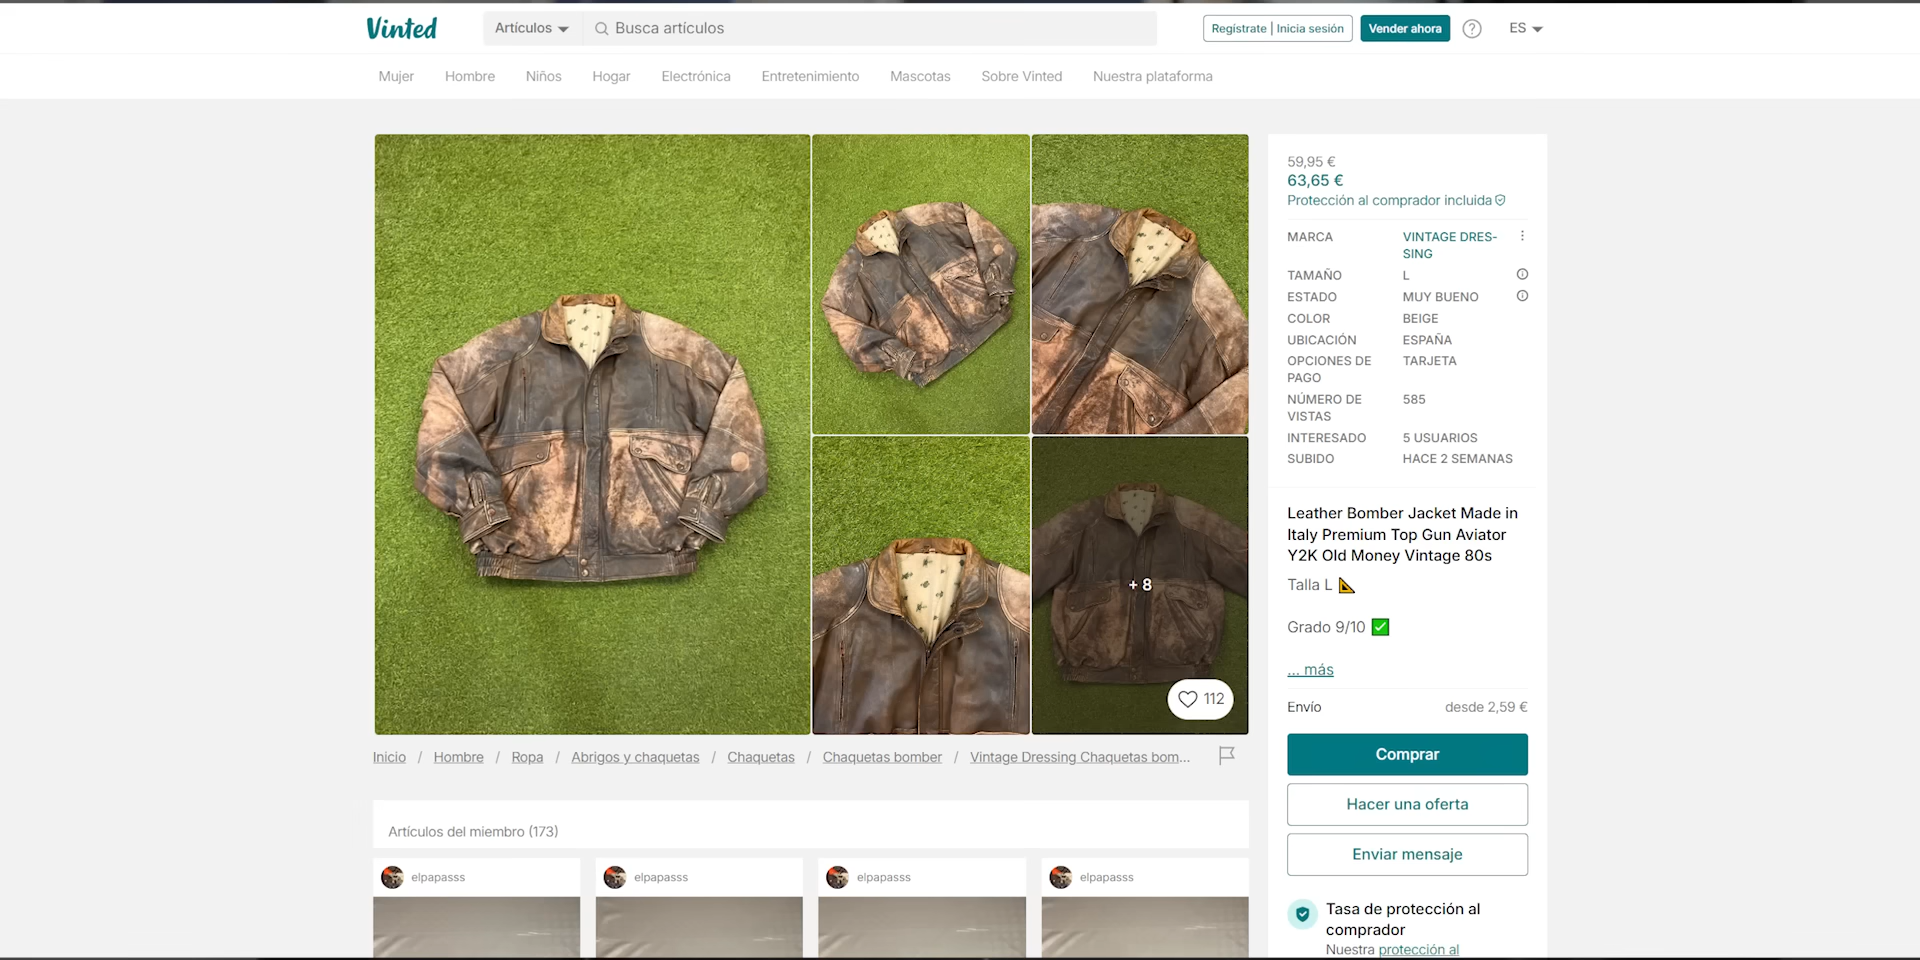 Vinted
Artículos
Busca artículos
Regístrate | Inicia sesión
Vender ahora
?
ES
Mujer
Hombre
Niños
Hogar
Electrónica
Entretenimiento
Mascotas
Sobre Vinted
Nuestra plataforma
+ 8
112
59,95 €
63,65 €
Protección al comprador incluida
MARCA
VINTAGE DRES-
SING
TAMAÑO
L
ESTADO
MUY BUENO
COLOR
BEIGE
UBICACIÓN
ESPAÑA
OPCIONES DE
PAGO
TARJETA
NÚMERO DE
VISTAS
585
INTERESADO
5 USUARIOS
SUBIDO
HACE 2 SEMANAS
Leather Bomber Jacket Made in
Italy Premium Top Gun Aviator
Y2K Old Money Vintage 80s
Talla L 📐
Grado 9/10 ✅
... más
Envío
desde 2,59 €
Comprar
Hacer una oferta
Enviar mensaje
Tasa de protección al
comprador
Nuestra protección al
Inicio / Hombre / Ropa / Abrigos y chaquetas / Chaquetas / Chaquetas bomber / Vintage Dressing Chaquetas bom...
Artículos del miembro (173)
elpapasss
elpapasss
elpapasss
elpapasss